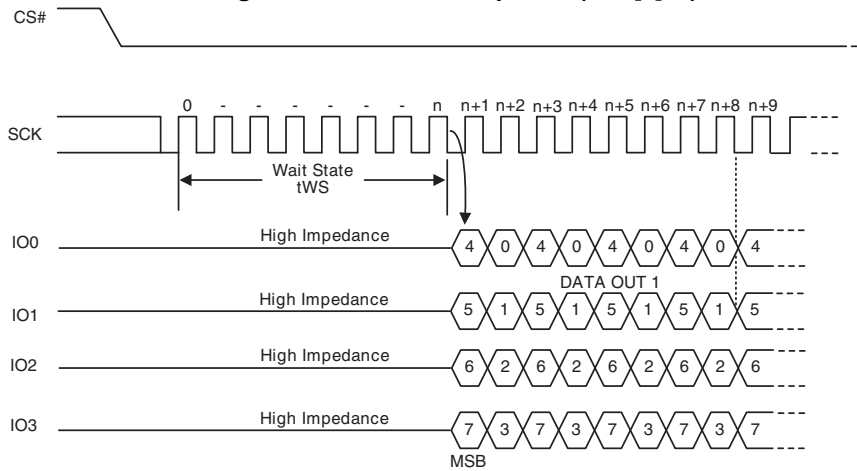 CS#
0 - - - - - - n n+1 n+2 n+3 n+4 n+5 n+6 n+7 n+8 n+9
SCK
Wait State
tWS
IO0 High Impedance 4 0 4 0 4 0 4 0 4
DATA OUT 1
IO1 High Impedance 5 1 5 1 5 1 5 1 5
IO2 High Impedance 6 2 6 2 6 2 6 2 6
IO3 High Impedance 7 3 7 3 7 3 7 3 7
MSB